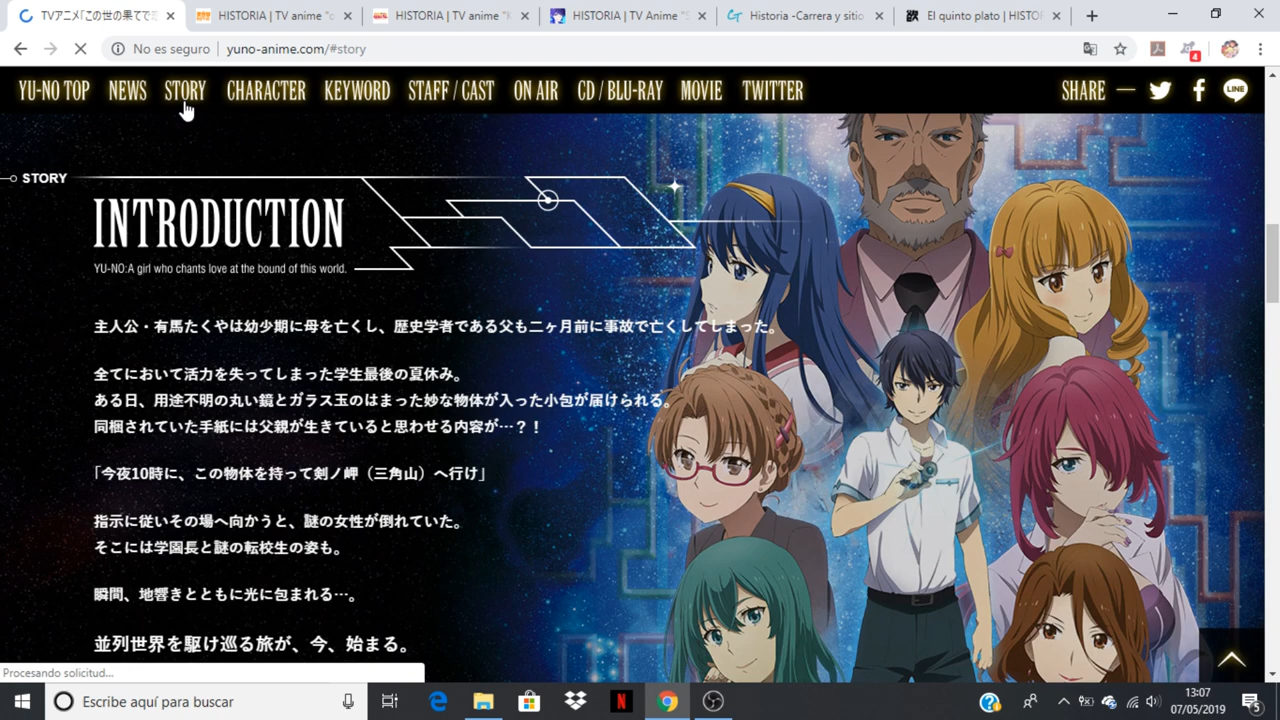 TVアニメ「この世の果てで
HISTORIA | TV anime "c
HISTORIA | TV anime "K
HISTORIA | TV Anime "S
Historia -Carrera y sitio
El quinto plato | HISTOR
No es seguro
yuno-anime.com/#story
4
YU-NO TOP
NEWS
STORY
CHARACTER
KEYWORD
STAFF / CAST
ON AIR
CD / BLU-RAY
MOVIE
TWITTER
SHARE
LINE
STORY
INTRODUCTION
YU-NO:A girl who chants love at the bound of this world.
主人公・有馬たくやは幼少期に母を亡くし、歴史学者である父も二ヶ月前に事故で亡くしてしまった。
全てにおいて活力を失ってしまった学生最後の夏休み。
ある日、用途不明の丸い鏡とガラス玉のはまった妙な物体が入った小包が届けられる。
同梱されていた手紙には父親が生きていると思わせる内容が…？！
「今夜10時に、この物体を持って剣ノ岬（三角山）へ行け」
指示に従いその場へ向かうと、謎の女性が倒れていた。
そこには学園長と謎の転校生の姿も。
瞬間、地響きとともに光に包まれる…。
並列世界を駆け巡る旅が、今、始まる。
Procesando solicitud...
Escribe aquí para buscar
N
13:07
07/05/2019
5